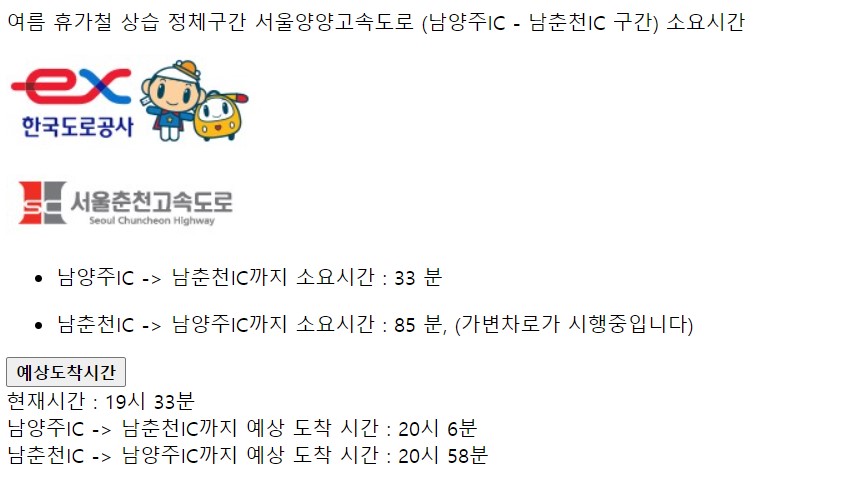 여름 휴가철 상습 정체구간 서울양양고속도로 (남양주IC - 남춘천IC 구간) 소요시간
ex
한국도로공사
SC 서울춘천고속도로
Seoul Chuncheon Highway
남양주IC -> 남춘천IC까지 소요시간 : 33 분
남춘천IC -> 남양주IC까지 소요시간 : 85 분, (가변차로가 시행중입니다)
예상도착시간
현재시간 : 19시 33분
남양주IC -> 남춘천IC까지 예상 도착 시간 : 20시 6분
남춘천IC -> 남양주IC까지 예상 도착 시간 : 20시 58분